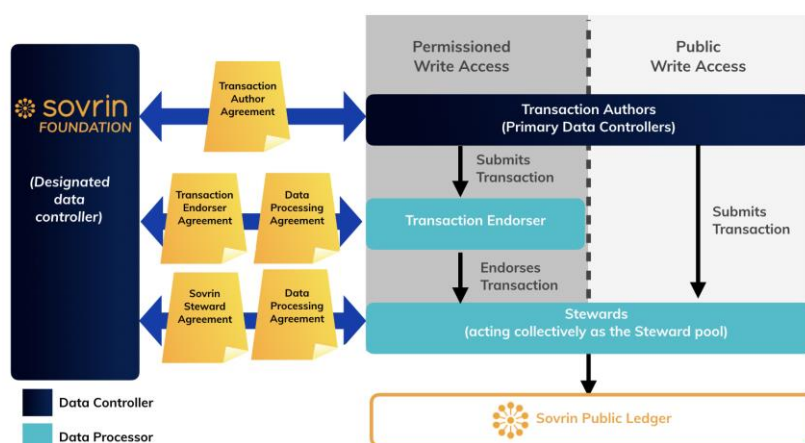 Permissioned
Write Access
Public
Write Access
sovrin
FOUNDATION
(Designated
data
controller)
Transaction
Author
Agreement
Transaction Authors
(Primary Data Controllers)
Submits
Transaction
Transaction
Endorser
Agreement
Data
Processing
Agreement
Transaction Endorser
Submits
Transaction
Endorses
Transaction
Sovrin
Steward
Agreement
Data
Processing
Agreement
Stewards
(acting collectively as the Steward pool)
Data Controller
Data Processor
Sovrin Public Ledger